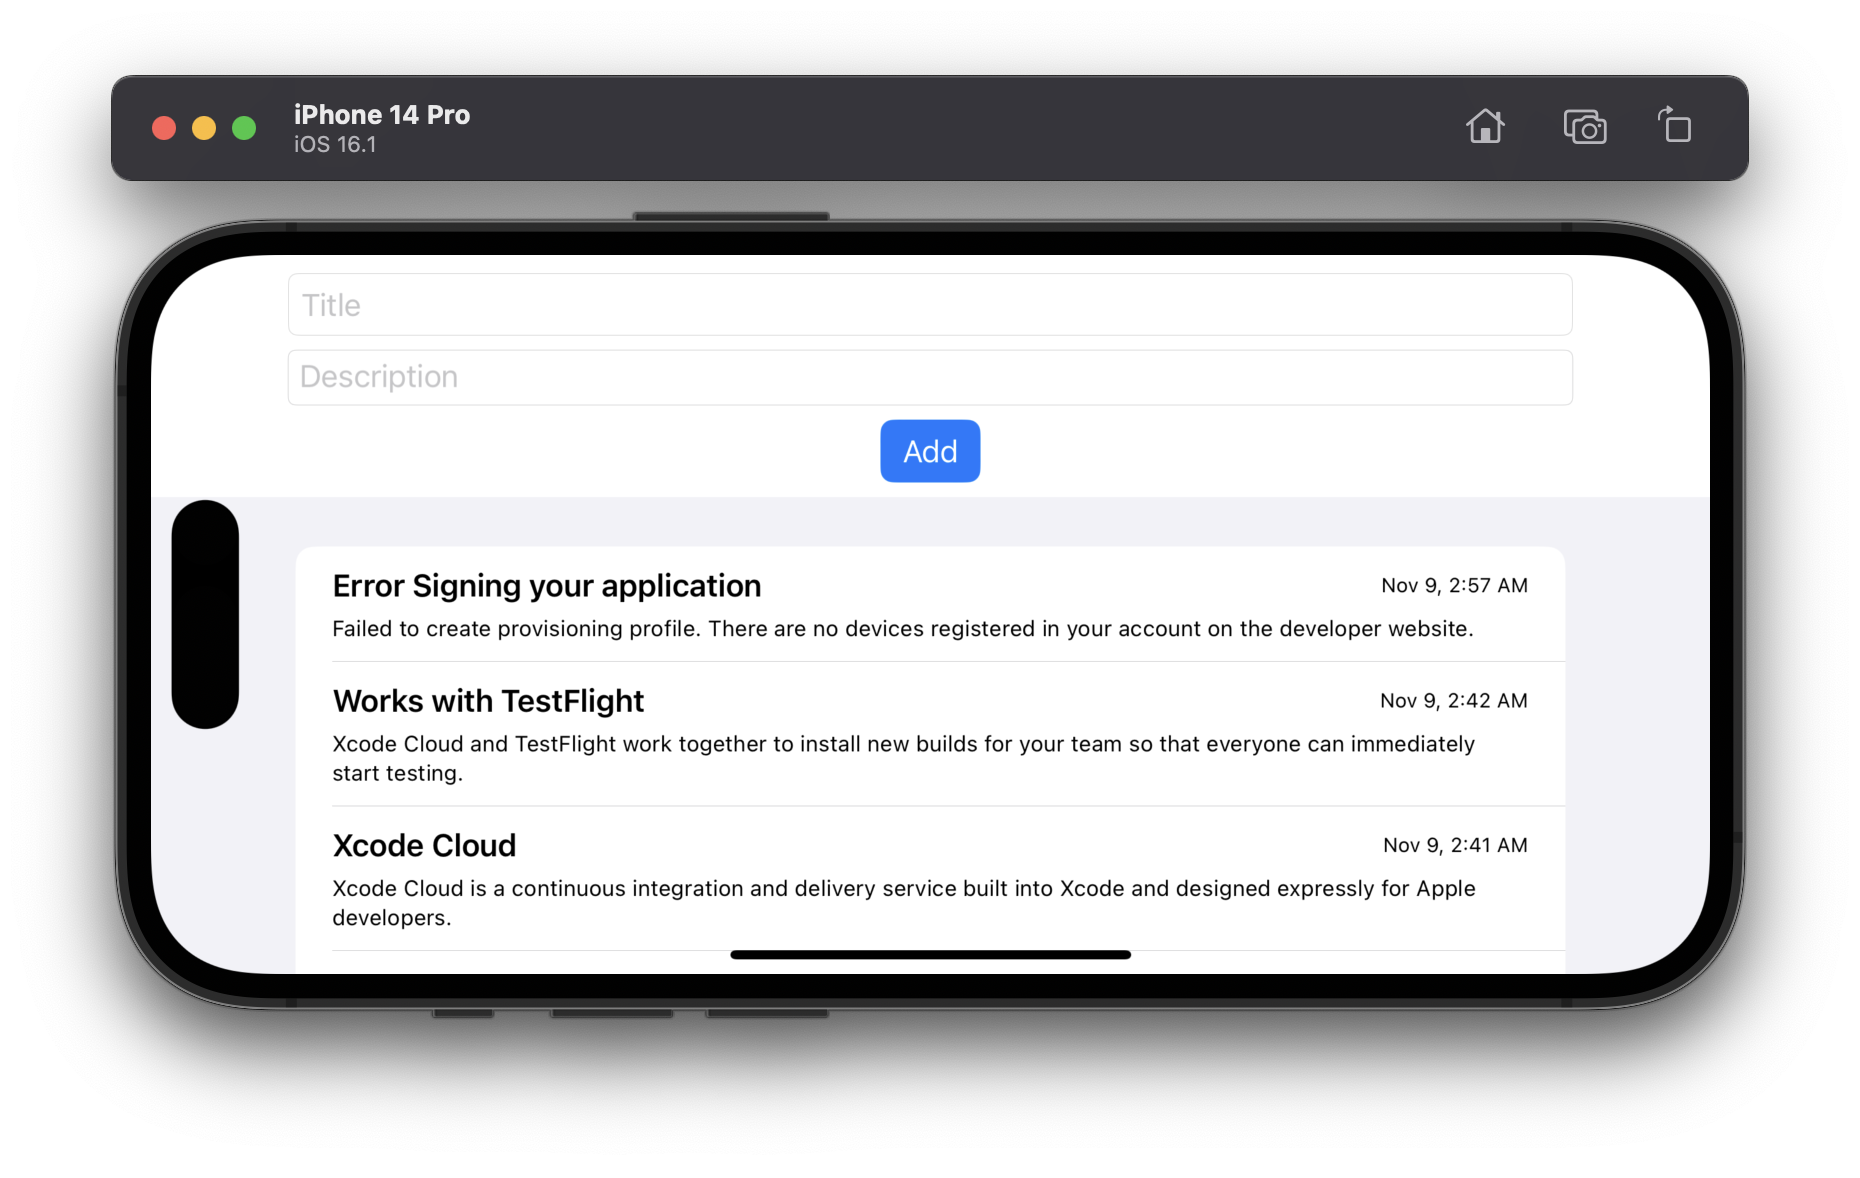 iPhone 14 Pro
iOS 16.1
Title
Description
Add
Error Signing your application
Nov 9, 2:57 AM
Failed to create provisioning profile. There are no devices registered in your account on the developer website.
Works with TestFlight
Nov 9, 2:42 AM
Xcode Cloud and TestFlight work together to install new builds for your team so that everyone can immediately
start testing.
Xcode Cloud
Nov 9, 2:41 AM
Xcode Cloud is a continuous integration and delivery service built into Xcode and designed expressly for Apple
developers.